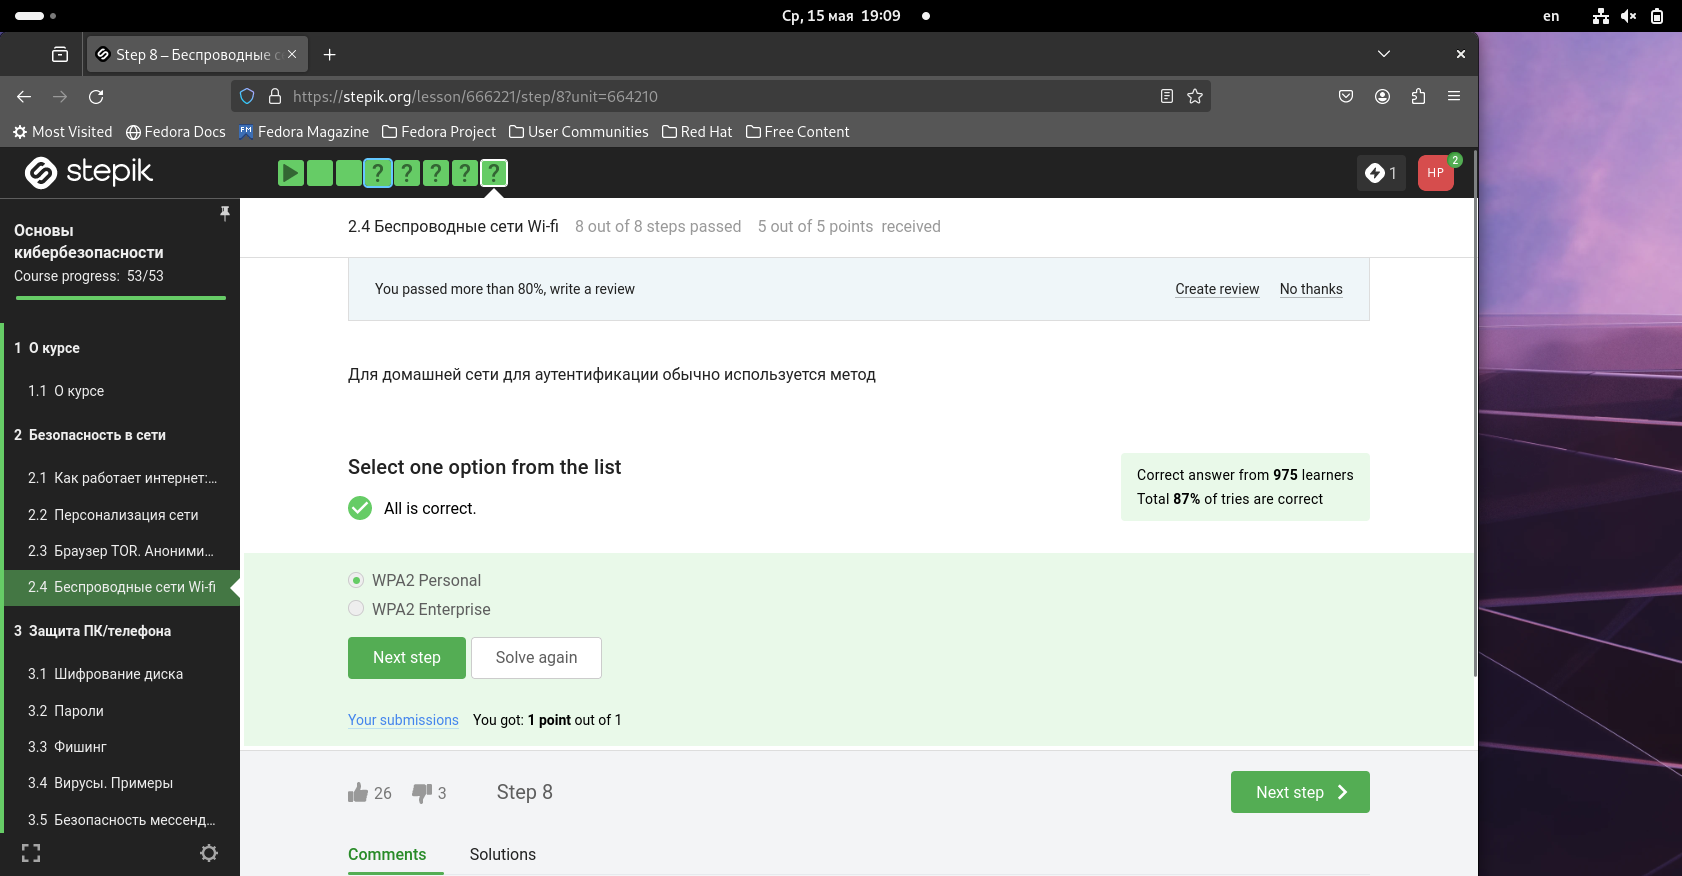 Ср, 15 мая 19:09
en
Step 8 – Беспроводные с
https://stepik.org/lesson/666221/step/8?unit=664210
Most Visited Fedora Docs Fedora Magazine Fedora Project User Communities Red Hat Free Content
stepik
? ? ? ? ?
1
HP
2
Основы
кибербезопасности
Course progress: 53/53
1 О курсе
1.1 О курсе
2 Безопасность в сети
2.1 Как работает интернет:...
2.2 Персонализация сети
2.3 Браузер TOR. Аноними...
2.4 Беспроводные сети Wi-fi
3 Защита ПК/телефона
3.1 Шифрование диска
3.2 Пароли
3.3 Фишинг
3.4 Вирусы. Примеры
3.5 Безопасность мессенд...
2.4 Беспроводные сети Wi-fi 8 out of 8 steps passed 5 out of 5 points received
You passed more than 80%, write a review
Create review No thanks
Для домашней сети для аутентификации обычно используется метод
Select one option from the list
All is correct.
Correct answer from 975 learners
Total 87% of tries are correct
WPA2 Personal
WPA2 Enterprise
Next step Solve again
Your submissions You got: 1 point out of 1
26 3 Step 8
Next step
Comments Solutions